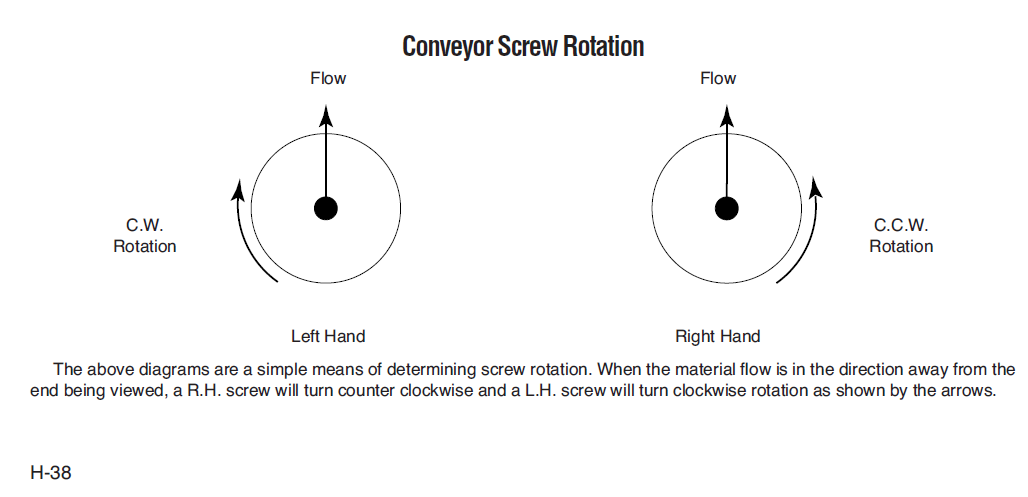 Conveyor Screw Rotation
Flow
Flow
C.W.
Rotation
C.C.W.
Rotation
Left Hand
Right Hand
The above diagrams are a simple means of determining screw rotation. When the material flow is in the direction away from the
end being viewed, a R.H. screw will turn counter clockwise and a L.H. screw will turn clockwise rotation as shown by the arrows.
H-38